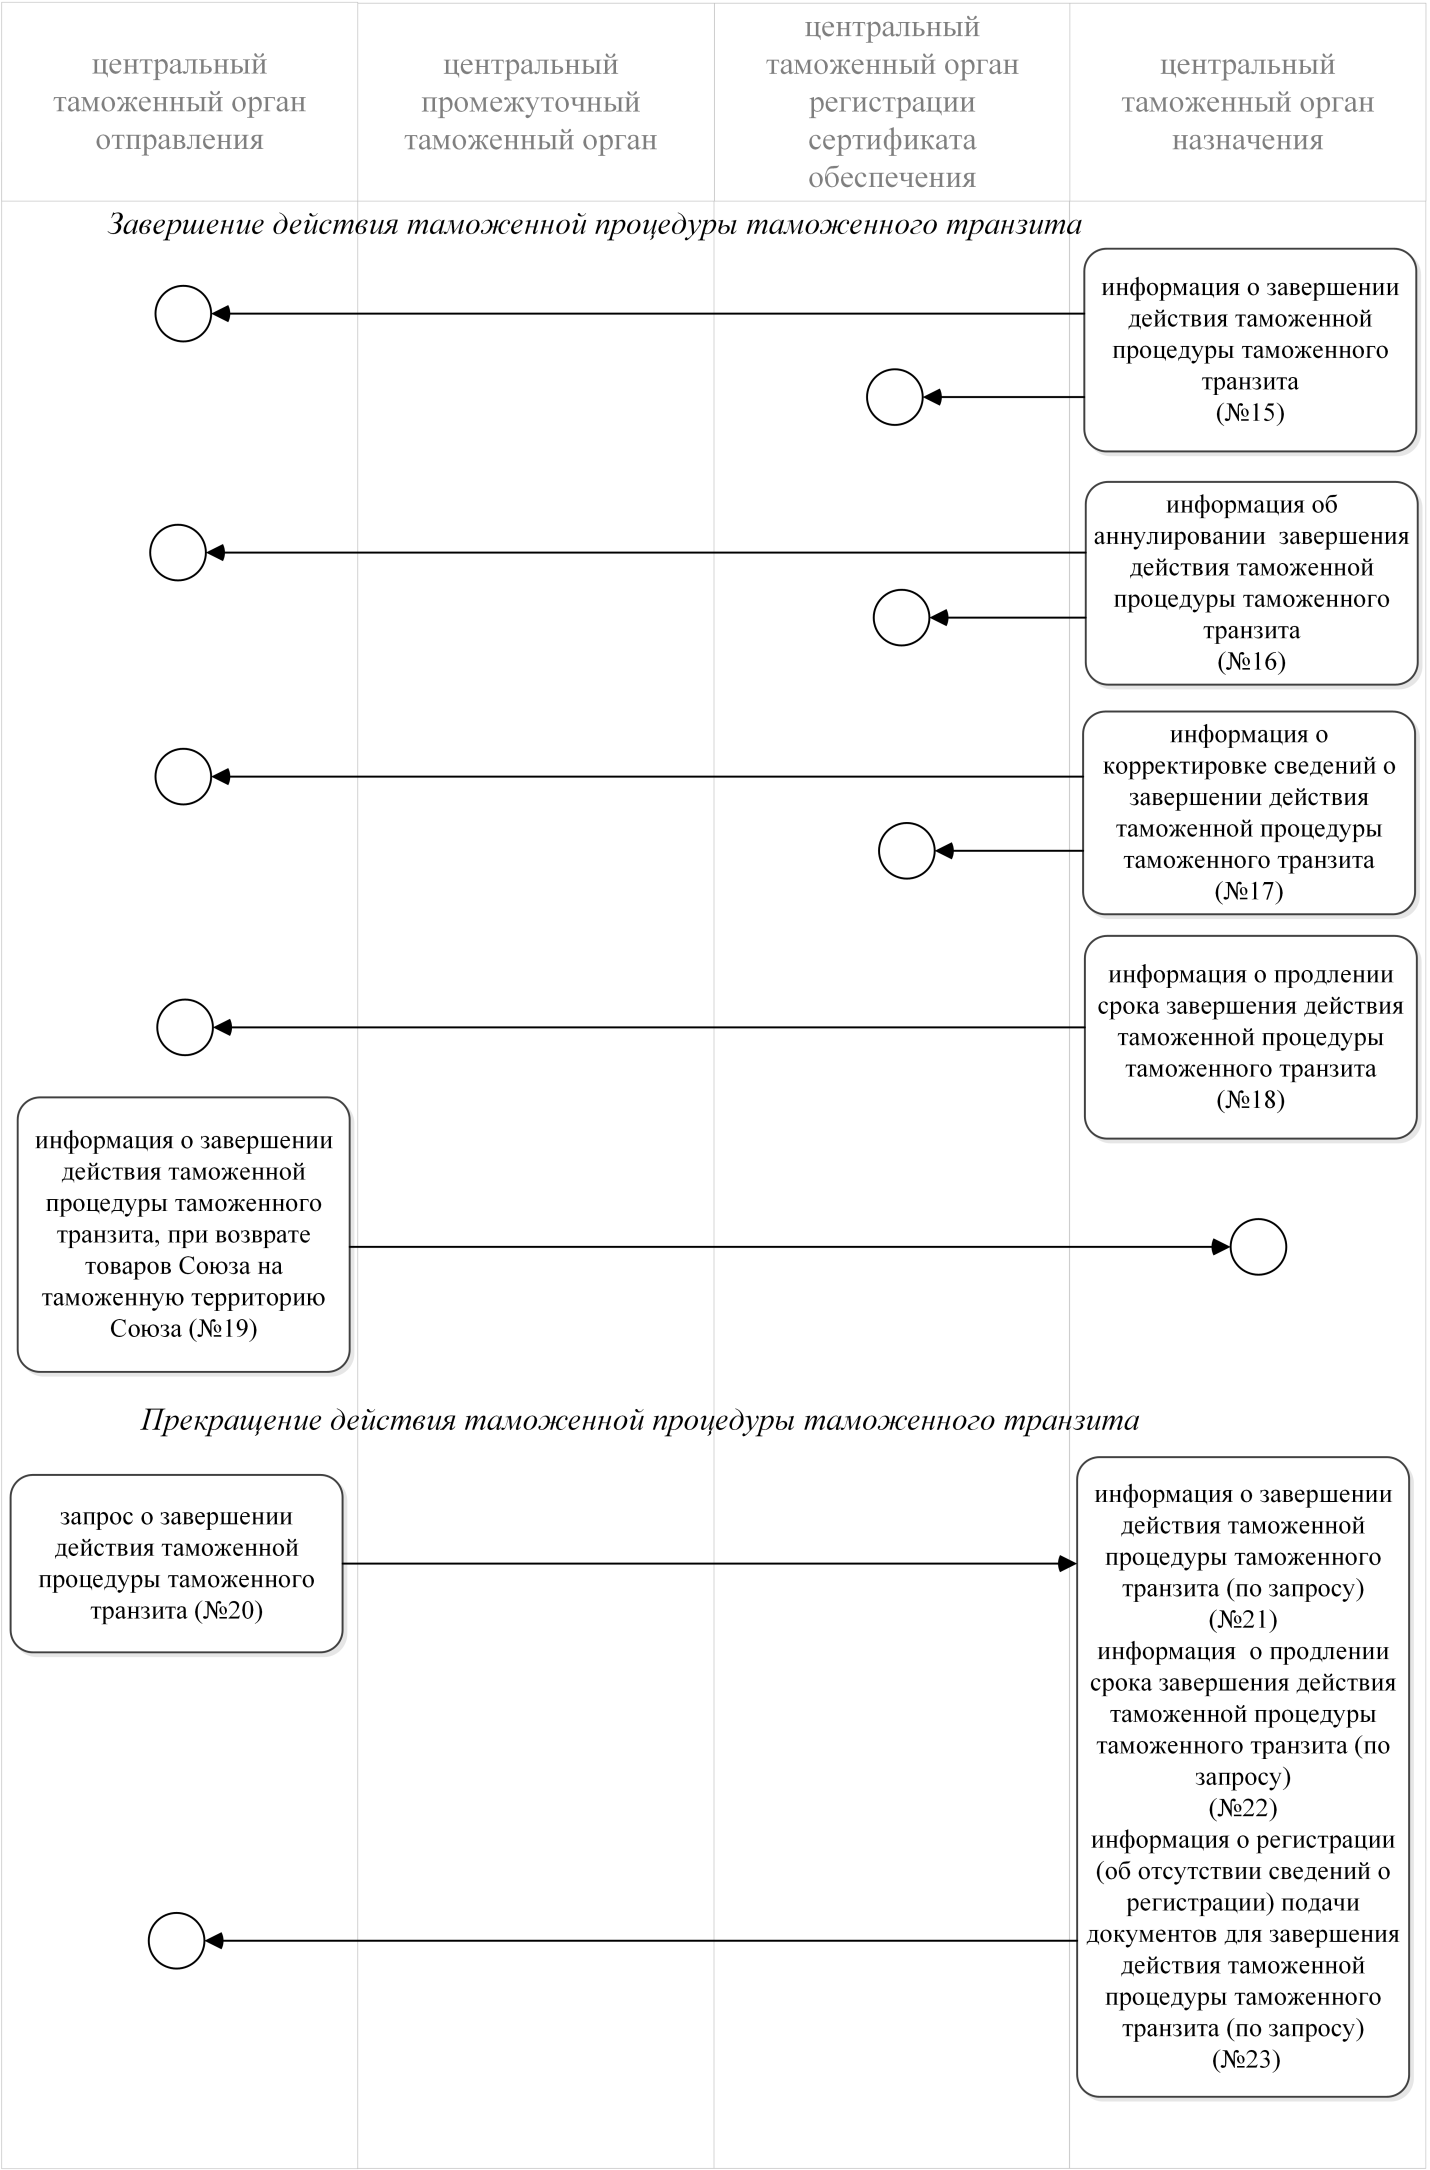 центральный
таможенный орган
отправления
центральный
промежуточный
таможенный орган
центральный
таможенный орган
регистрации
сертификата
обеспечения
центральный
таможенный орган
назначения
Завершение действия таможенной процедуры таможенного транзита
информация о завершении
действия таможенной
процедуры таможенного
транзита
(№15)
информация об
аннулировании  завершения
действия таможенной
процедуры таможенного
транзита
(№16)
информация о
корректировке сведений о
завершении действия
таможенной процедуры
таможенного транзита
(№17)
информация о продлении
срока завершения действия
таможенной процедуры
таможенного транзита
(№18)
информация о завершении
действия таможенной
процедуры таможенного
транзита, при возврате
товаров Союза на
таможенную территорию
Союза (№19)
Прекращение действия таможенной процедуры таможенного транзита
запрос о завершении
действия таможенной
процедуры таможенного
транзита (№20)
информация о завершении
действия таможенной
процедуры таможенного
транзита (по запросу)
(№21)
информация  о продлении
срока завершения действия
таможенной процедуры
таможенного транзита (по
запросу)
(№22)
информация о регистрации
(об отсутствии сведений о
регистрации) подачи
документов для завершения
действия таможенной
процедуры таможенного
транзита (по запросу)
(№23)